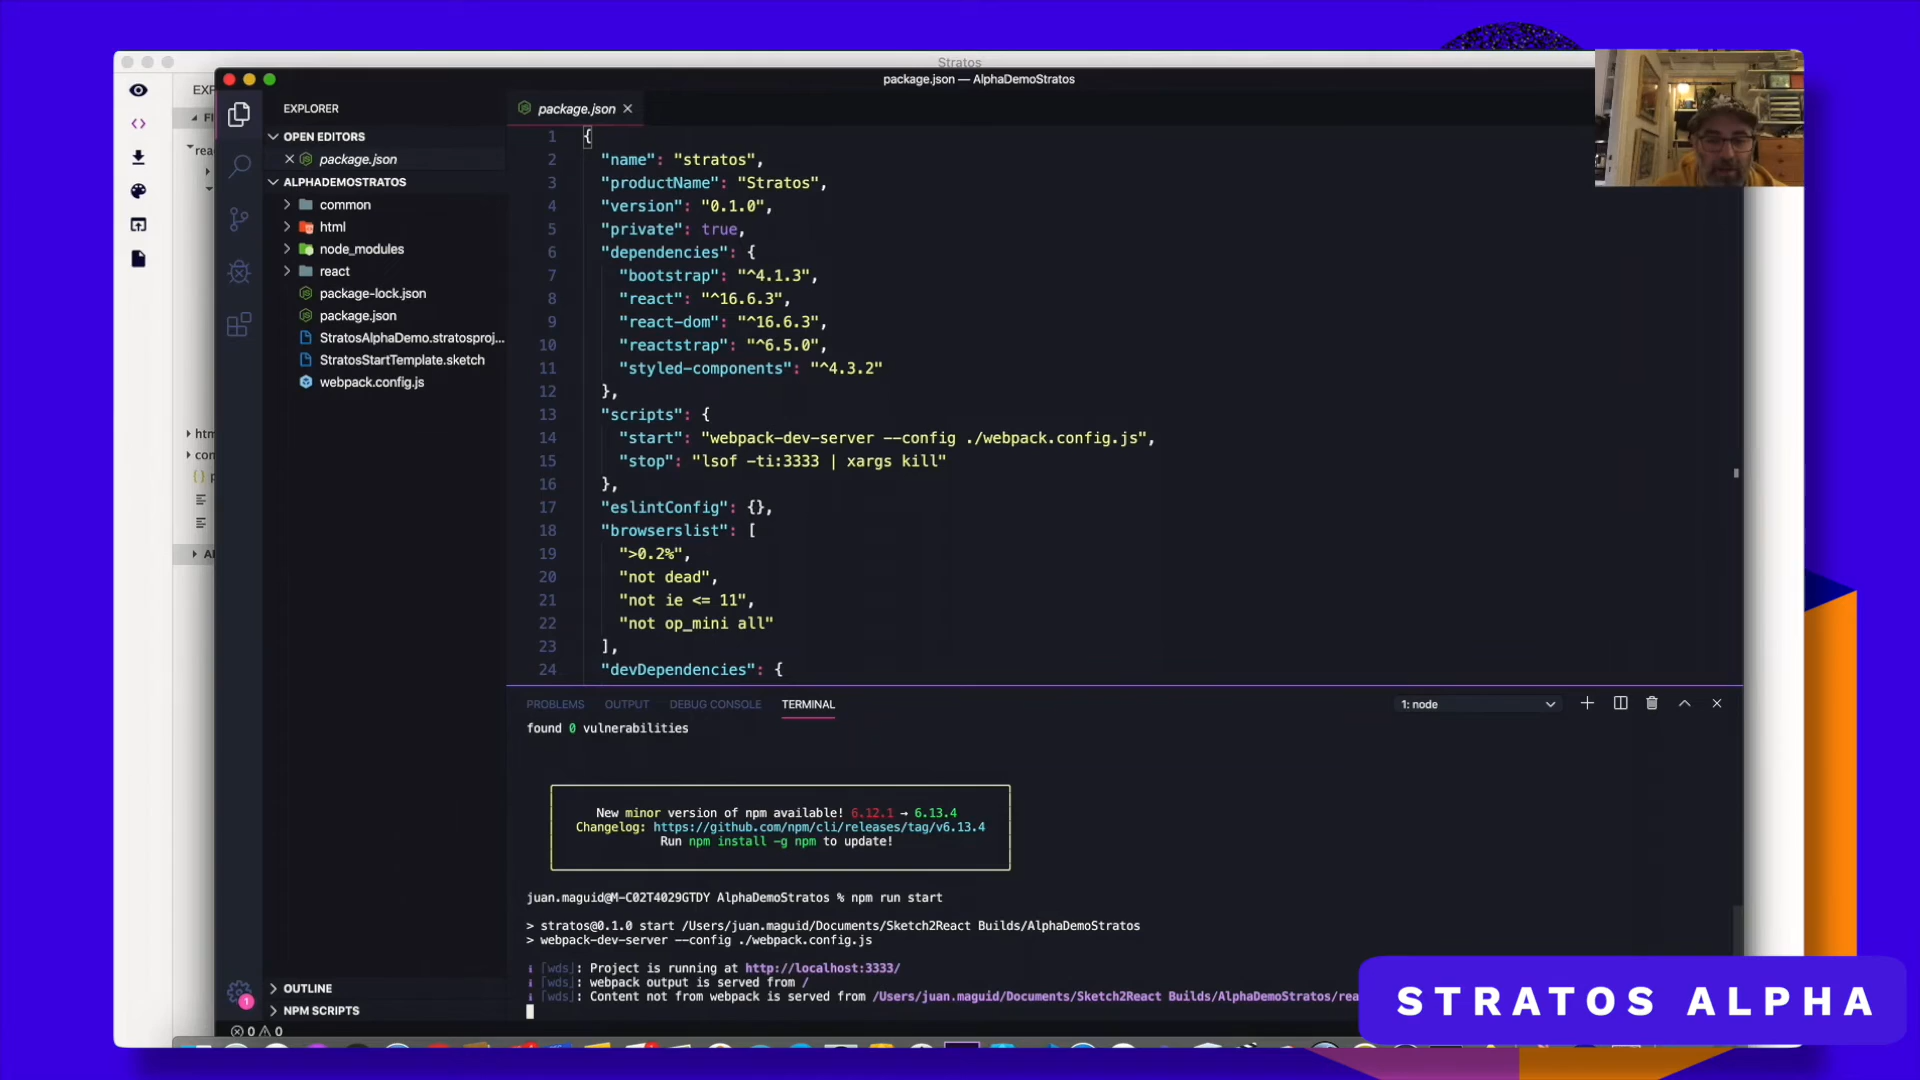 Stratos
package.json — AlphaDemoStratos
EXPLORER
OPEN EDITORS
package.json
ALPHADEMOSTRATOS
common
html
node_modules
react
package-lock.json
package.json
StratosAlphaDemo.stratosproj...
StratosStartTemplate.sketch
webpack.config.js
OUTLINE
NPM SCRIPTS
1
0 0
package.json
1 {
2 "name": "stratos",
3 "productName": "Stratos",
4 "version": "0.1.0",
5 "private": true,
6 "dependencies": {
7 "bootstrap": "^4.1.3",
8 "react": "^16.6.3",
9 "react-dom": "^16.6.3",
10 "reactstrap": "^6.5.0",
11 "styled-components": "^4.3.2"
12 },
13 "scripts": {
14 "start": "webpack-dev-server --config ./webpack.config.js",
15 "stop": "lsof -ti:3333 | xargs kill"
16 },
17 "eslintConfig": {},
18 "browserslist": [
19 ">0.2%",
20 "not dead",
21 "not ie <= 11",
22 "not op_mini all"
23 ],
24 "devDependencies": {
PROBLEMS OUTPUT DEBUG CONSOLE TERMINAL 1: node
found 0 vulnerabilities
New minor version of npm available! 6.12.1 → 6.13.4
Changelog: https://github.com/npm/cli/releases/tag/v6.13.4
Run npm install -g npm to update!
juan.maguid@M-C02T4029GTDY AlphaDemoStratos % npm run start
> stratos@0.1.0 start /Users/juan.maguid/Documents/Sketch2React Builds/AlphaDemoStratos
> webpack-dev-server --config ./webpack.config.js
i ｢wds｣: Project is running at http://localhost:3333/
i ｢wds｣: webpack output is served from /
i ｢wds｣: Content not from webpack is served from /Users/juan.maguid/Documents/Sketch2React Builds/AlphaDemoStratos/rea
STRATOS ALPHA